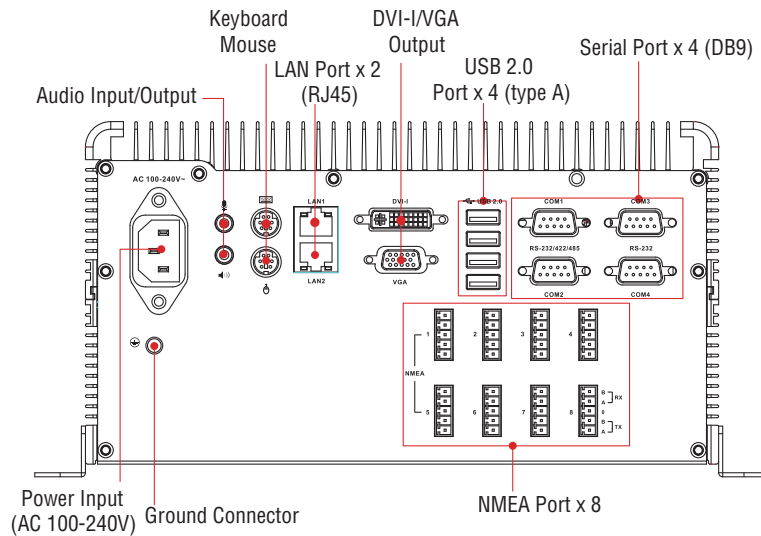 Keyboard
Mouse
DVI-I/VGA
Output
Serial Port x 4 (DB9)
LAN Port x 2
(RJ45)
USB 2.0
Port x 4 (type A)
Audio Input/Output
AC 100-240V~
LAN1
DVI-I
USB 2.0
COM1
COM3
RS-232/422/485
RS-232
LAN2
VGA
COM2
COM4
1
2
3
4
NMEA
5
6
7
8
B
A
RX
0
B
A
TX
Power Input
(AC 100-240V)
Ground Connector
NMEA Port x 8